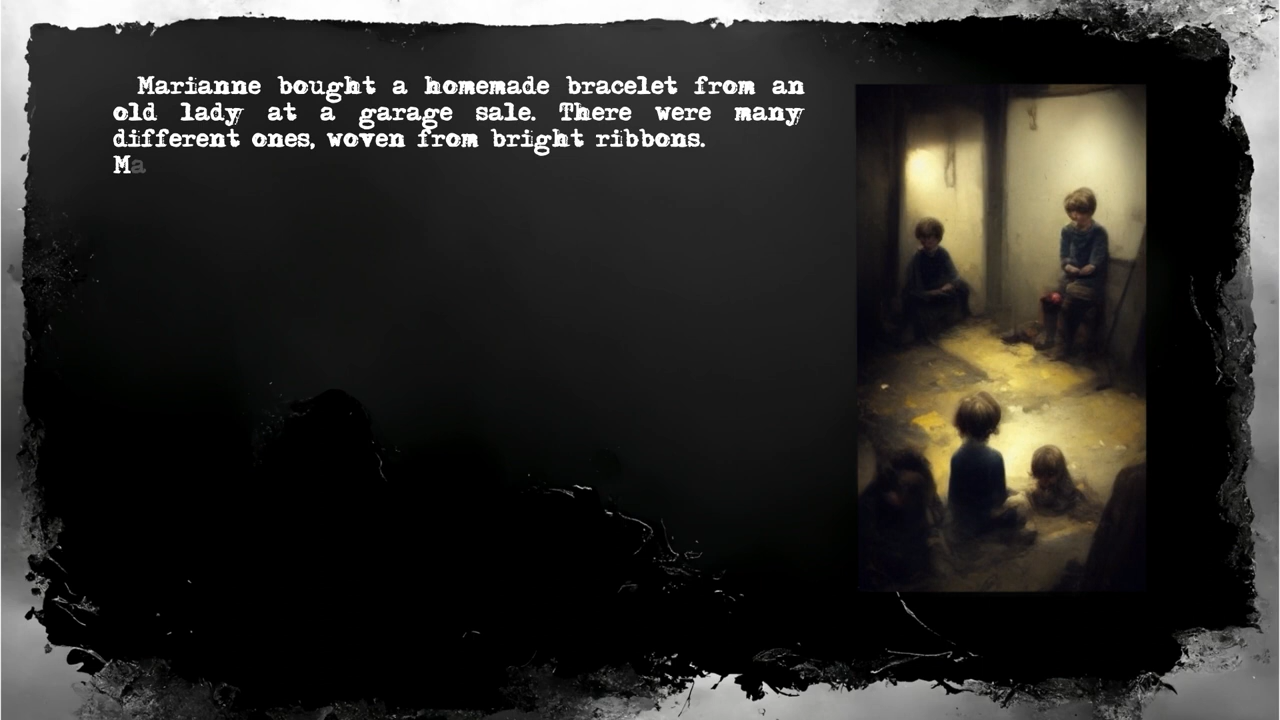 Marianne bought a homemade bracelet from an
old lady at a garage sale. There were many
different ones, woven from bright ribbons.
Ma